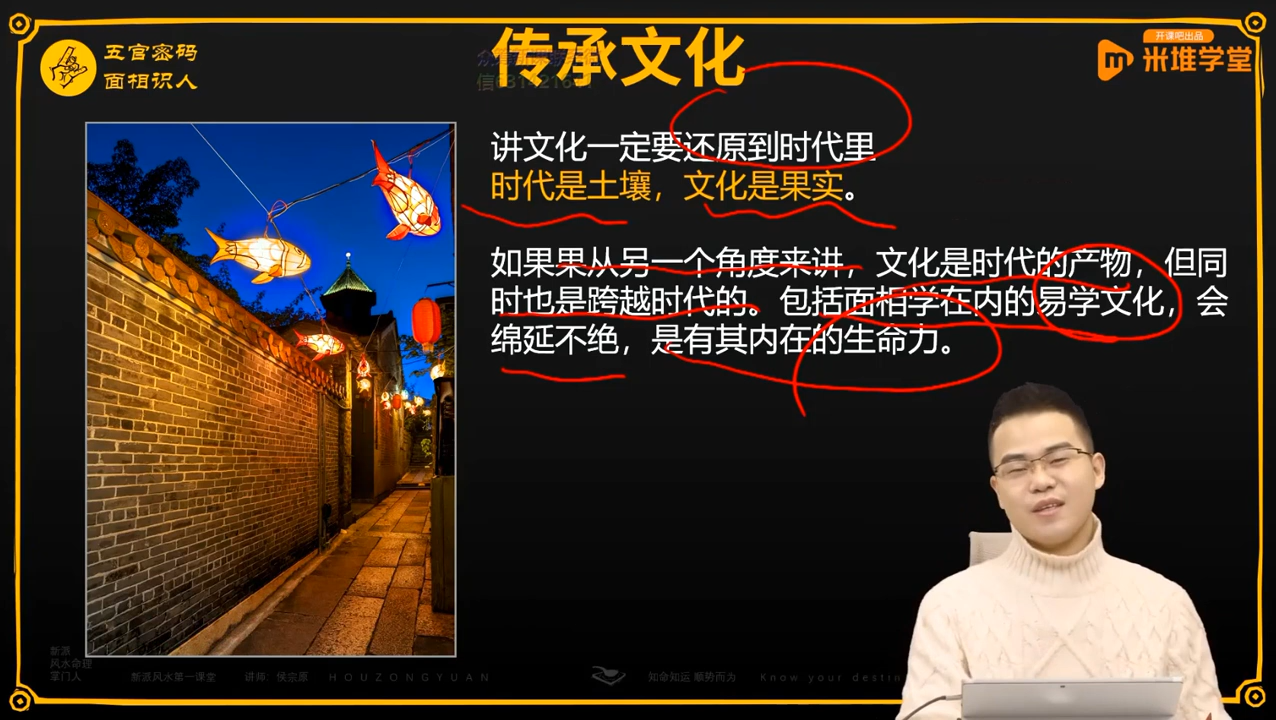 五官密码
面相识人
传承文化
开课吧出品
米堆学堂
讲文化一定要还原到时代里
时代是土壤，文化是果实。
如果果从另一个角度来讲，文化是时代的产物，但同
时也是跨越时代的。包括面相学在内的易学文化，会
绵延不绝，是有其内在的生命力。
新派
风水命理
掌门人
新派风水第一课堂
讲师：侯宗原
HOUZONGYUAN
知命知运 顺势而为
Know your destin